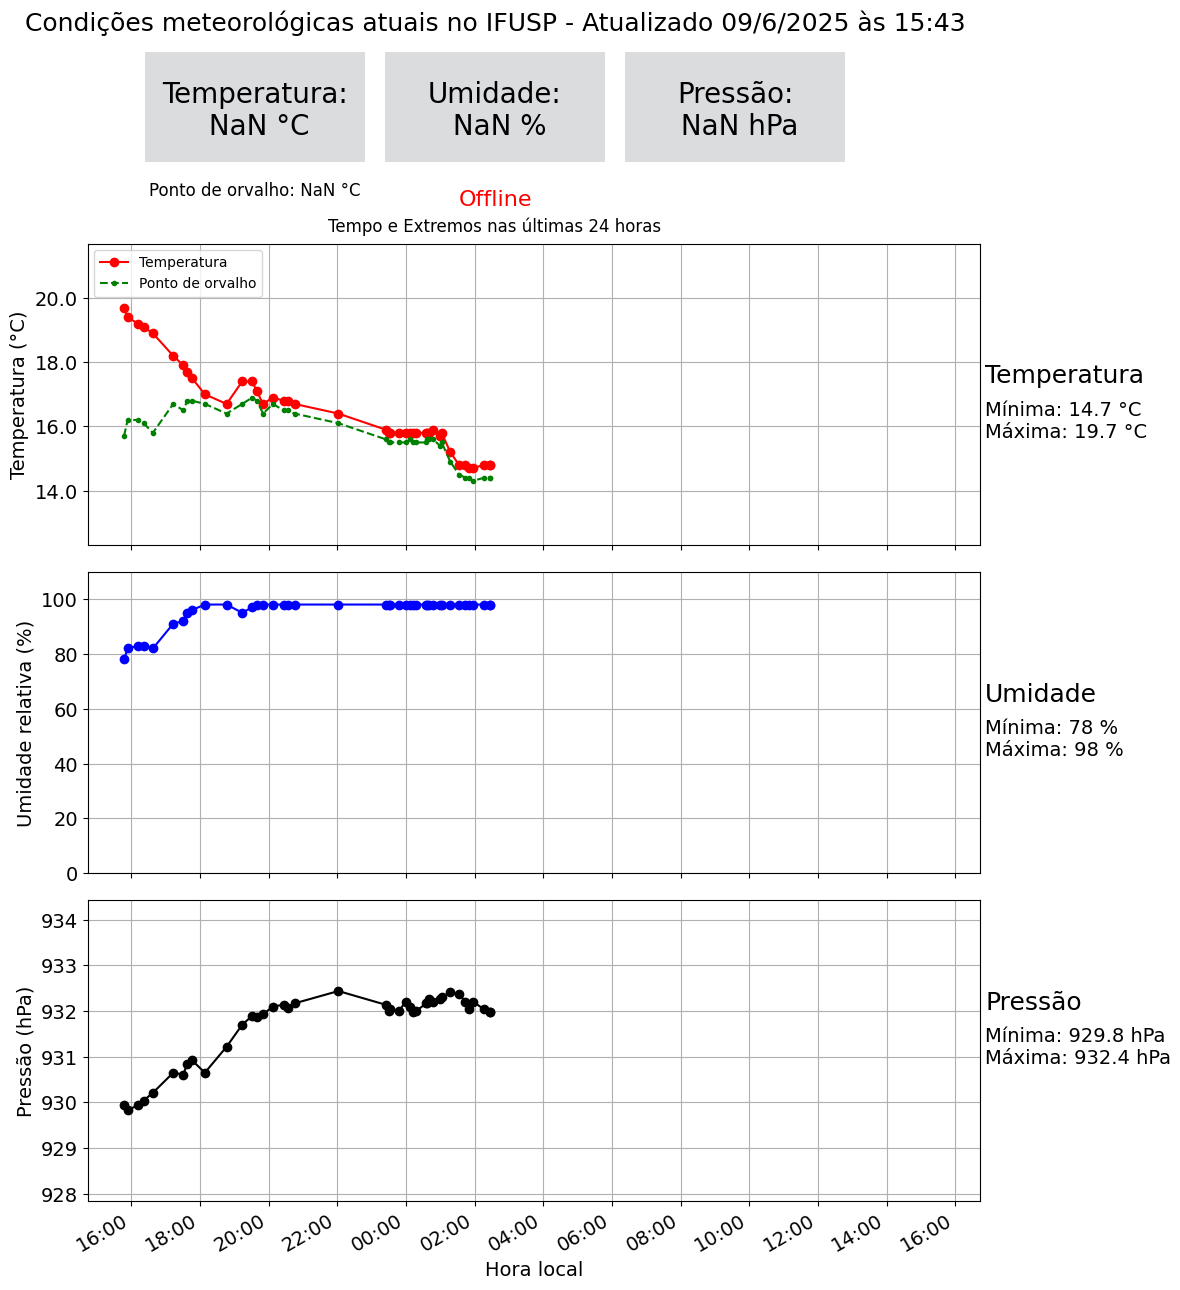 Condições meteorológicas atuais no IFUSP - Atualizado 09/6/2025 às 15:43
Temperatura:
NaN °C
Umidade:
NaN %
Pressão:
NaN hPa
Ponto de orvalho: NaN °C
Offline
Tempo e Extremos nas últimas 24 horas
Temperatura
Ponto de orvalho
Temperatura (°C)
20.0
18.0
16.0
14.0
Temperatura
Mínima: 14.7 °C
Máxima: 19.7 °C
Umidade relativa (%)
100
80
60
40
20
0
Umidade
Mínima: 78 %
Máxima: 98 %
Pressão (hPa)
934
933
932
931
930
929
928
Pressão
Mínima: 929.8 hPa
Máxima: 932.4 hPa
16:00 18:00 20:00 22:00 00:00 02:00 04:00 06:00 08:00 10:00 12:00 14:00 16:00
Hora local